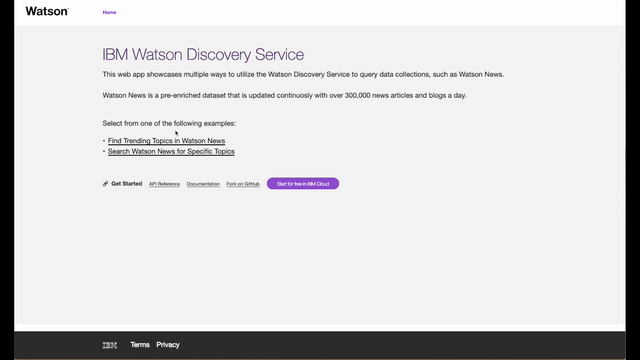 Watson™ Home
IBM Watson Discovery Service
This web app showcases multiple ways to utilize the Watson Discovery Service to query data collections, such as Watson News.
Watson News is a pre-enriched dataset that is updated continuosly with over 300,000 news articles and blogs a day.
Select from one of the following examples:
• Find Trending Topics in Watson News
• Search Watson News for Specific Topics
Get Started API Reference Documentation Fork on GitHub Start for free in IBM Cloud
IBM Terms Privacy